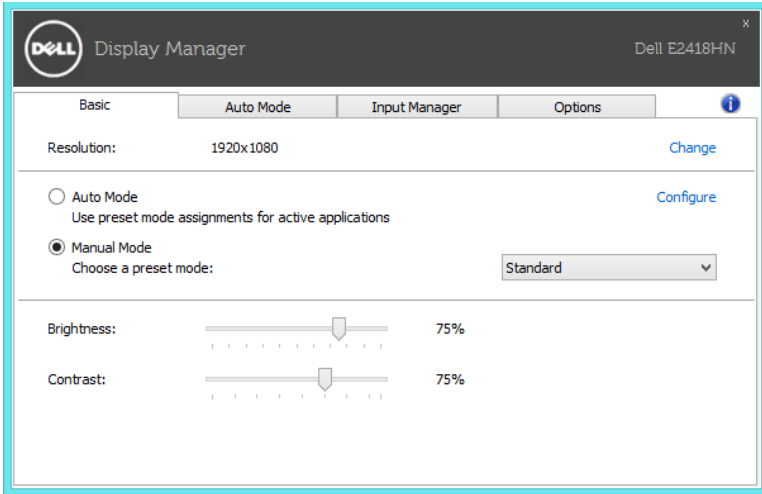 DELL
Display Manager
x
Dell E2418HN
Basic
Auto Mode
Input Manager
Options
i
Resolution:
1920x1080
Change
Auto Mode
Configure
Use preset mode assignments for active applications
Manual Mode
Choose a preset mode:
Standard
Brightness:
75%
Contrast:
75%